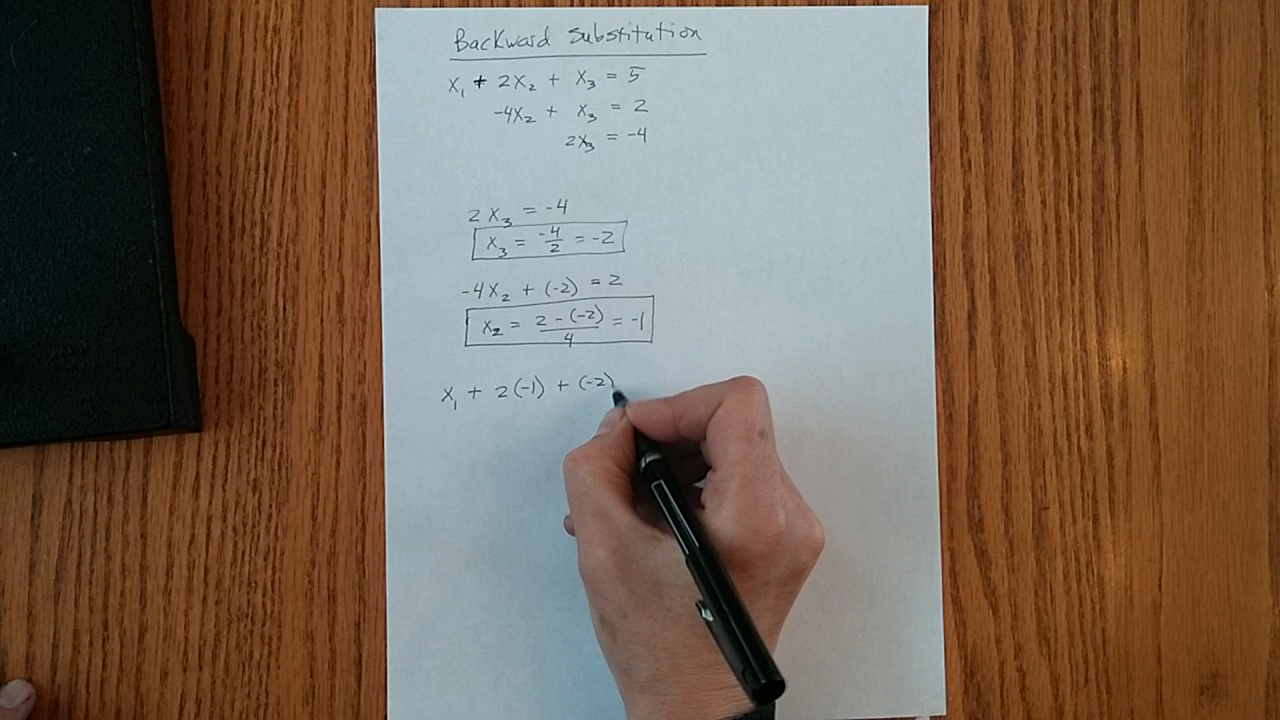 Backward Substitution
x₁ + 2x₂ + x₃ = 5
-4x₂ + x₃ = 2
2x₃ = -4
2x₃ = -4
x₃ = -4/2 = -2
-4x₂ + (-2) = 2
x₂ = 2 - (-2)/4 = -1
x₁ + 2(-1) + (-2)